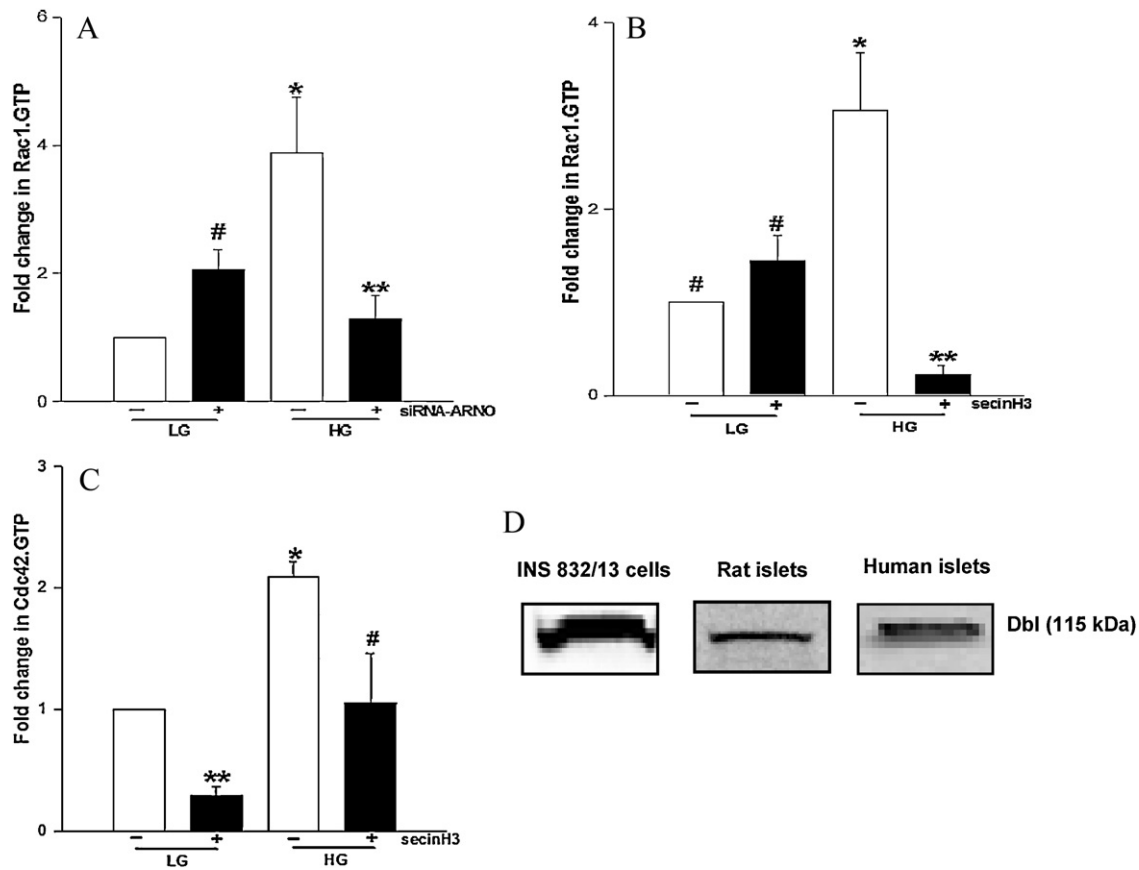 A
Fold change in Rac1.GTP
6
4
2
0
#
*
**
− + − + siRNA-ARNO
LG HG
B
Fold change in Rac1.GTP
4
2
0
#
#
*
**
− + − + secinH3
LG HG
C
Fold change in Cdc42.GTP
3
2
1
0
**
*
#
− + − + secinH3
LG HG
D
INS 832/13 cells Rat islets Human islets
Dbl (115 kDa)